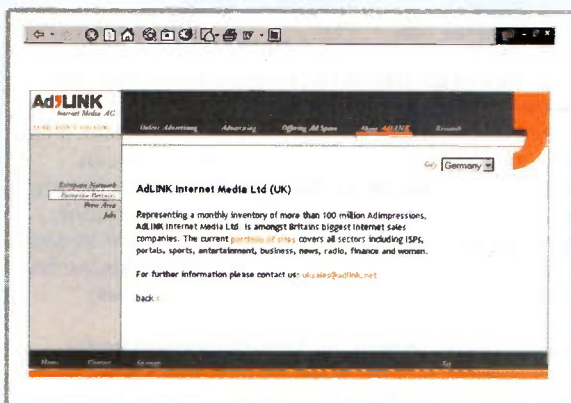 Ad LINK
Internet Media AG
Online Advertising Advertising Offering Ad Space About AdLINK Research
Germany
European Network
European Partners
Press Area
Jobs
AdLINK Internet Media Ltd (UK)
Representing a monthly inventory of more than 100 million Adimpressions,
AdLINK Internet Media Ltd. is amongst Britains biggest Internet sales
companies. The current portfolio of sites covers all sectors including ISPs,
portals, sports, entertainment, business, news, radio, finance and women.
For further information please contact us: uksales@adlink.net
back
Home Contact